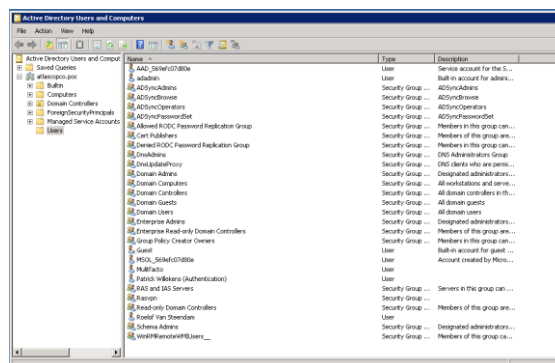 Active Directory Users and Computers
File Action View Help
Active Directory Users and Comput
Saved Queries
atlascopco.poc
Builtin
Computers
Domain Controllers
ForeignSecurityPrincipals
Managed Service Accounts
Users
Name Type Description
AAD_569efc07d80e User Service account for the S...
adadmin User Built-in account for admini...
ADSyncAdmins Security Group ... ADSyncAdmins
ADSyncBrowse Security Group ... ADSyncBrowse
ADSyncOperators Security Group ... ADSyncOperators
ADSyncPasswordSet Security Group ... ADSyncPasswordSet
Allowed RODC Password Replication Group Security Group ... Members in this group can...
Cert Publishers Security Group ... Members of this group are...
Denied RODC Password Replication Group Security Group ... Members in this group can...
DnsAdmins Security Group ... DNS Administrators Group
DnsUpdateProxy Security Group ... DNS clients who are permi...
Domain Admins Security Group ... Designated administrators...
Domain Computers Security Group ... All workstations and serve...
Domain Controllers Security Group ... All domain controllers in th...
Domain Guests Security Group ... All domain guests
Domain Users Security Group ... All domain users
Enterprise Admins Security Group ... Designated administrators...
Enterprise Read-only Domain Controllers Security Group ... Members of this group are...
Group Policy Creator Owners Security Group ... Members in this group can...
Guest User Built-in account for guest ...
MSOL_569efc07d80e User Account created by Micro...
Multifacto User
Patrick Willekens (Authentication) User
RAS and IAS Servers Security Group ... Servers in this group can ...
Rasvpn Security Group ...
Read-only Domain Controllers Security Group ... Members of this group are...
Roelof Van Steendam User
Schema Admins Security Group ... Designated administrators...
WinRMRemoteWMIUsers__ Security Group ... Members of this group ca...